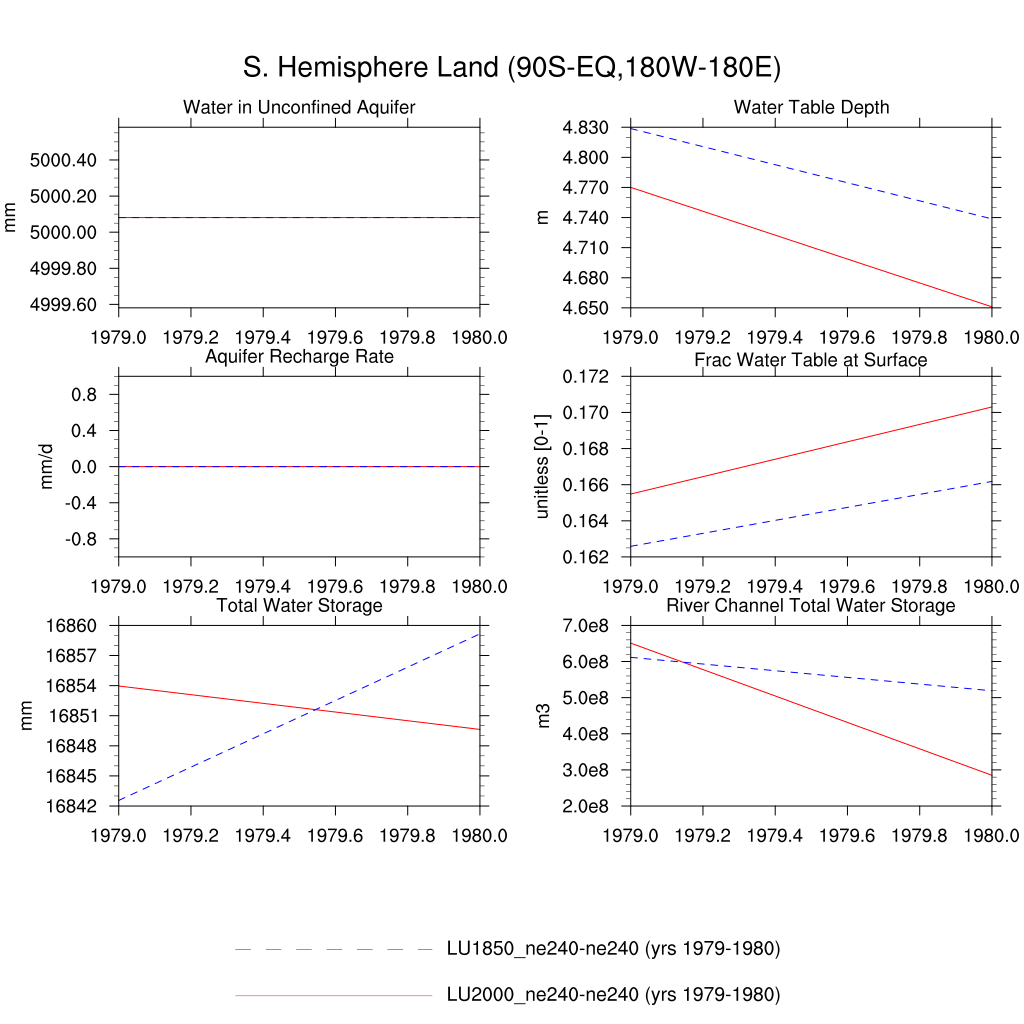 S. Hemisphere Land (90S-EQ,180W-180E)
Water in Unconfined Aquifer
mm
5000.40
5000.20
5000.00
4999.80
4999.60
1979.0 1979.2 1979.4 1979.6 1979.8 1980.0
Water Table Depth
m
4.830
4.800
4.770
4.740
4.710
4.680
4.650
1979.0 1979.2 1979.4 1979.6 1979.8 1980.0
Aquifer Recharge Rate
mm/d
0.8
0.4
0.0
-0.4
-0.8
1979.0 1979.2 1979.4 1979.6 1979.8 1980.0
Frac Water Table at Surface
unitless [0-1]
0.172
0.170
0.168
0.166
0.164
0.162
1979.0 1979.2 1979.4 1979.6 1979.8 1980.0
Total Water Storage
mm
16860
16857
16854
16851
16848
16845
16842
1979.0 1979.2 1979.4 1979.6 1979.8 1980.0
River Channel Total Water Storage
m3
7.0e8
6.0e8
5.0e8
4.0e8
3.0e8
2.0e8
1979.0 1979.2 1979.4 1979.6 1979.8 1980.0
LU1850_ne240-ne240 (yrs 1979-1980)
LU2000_ne240-ne240 (yrs 1979-1980)